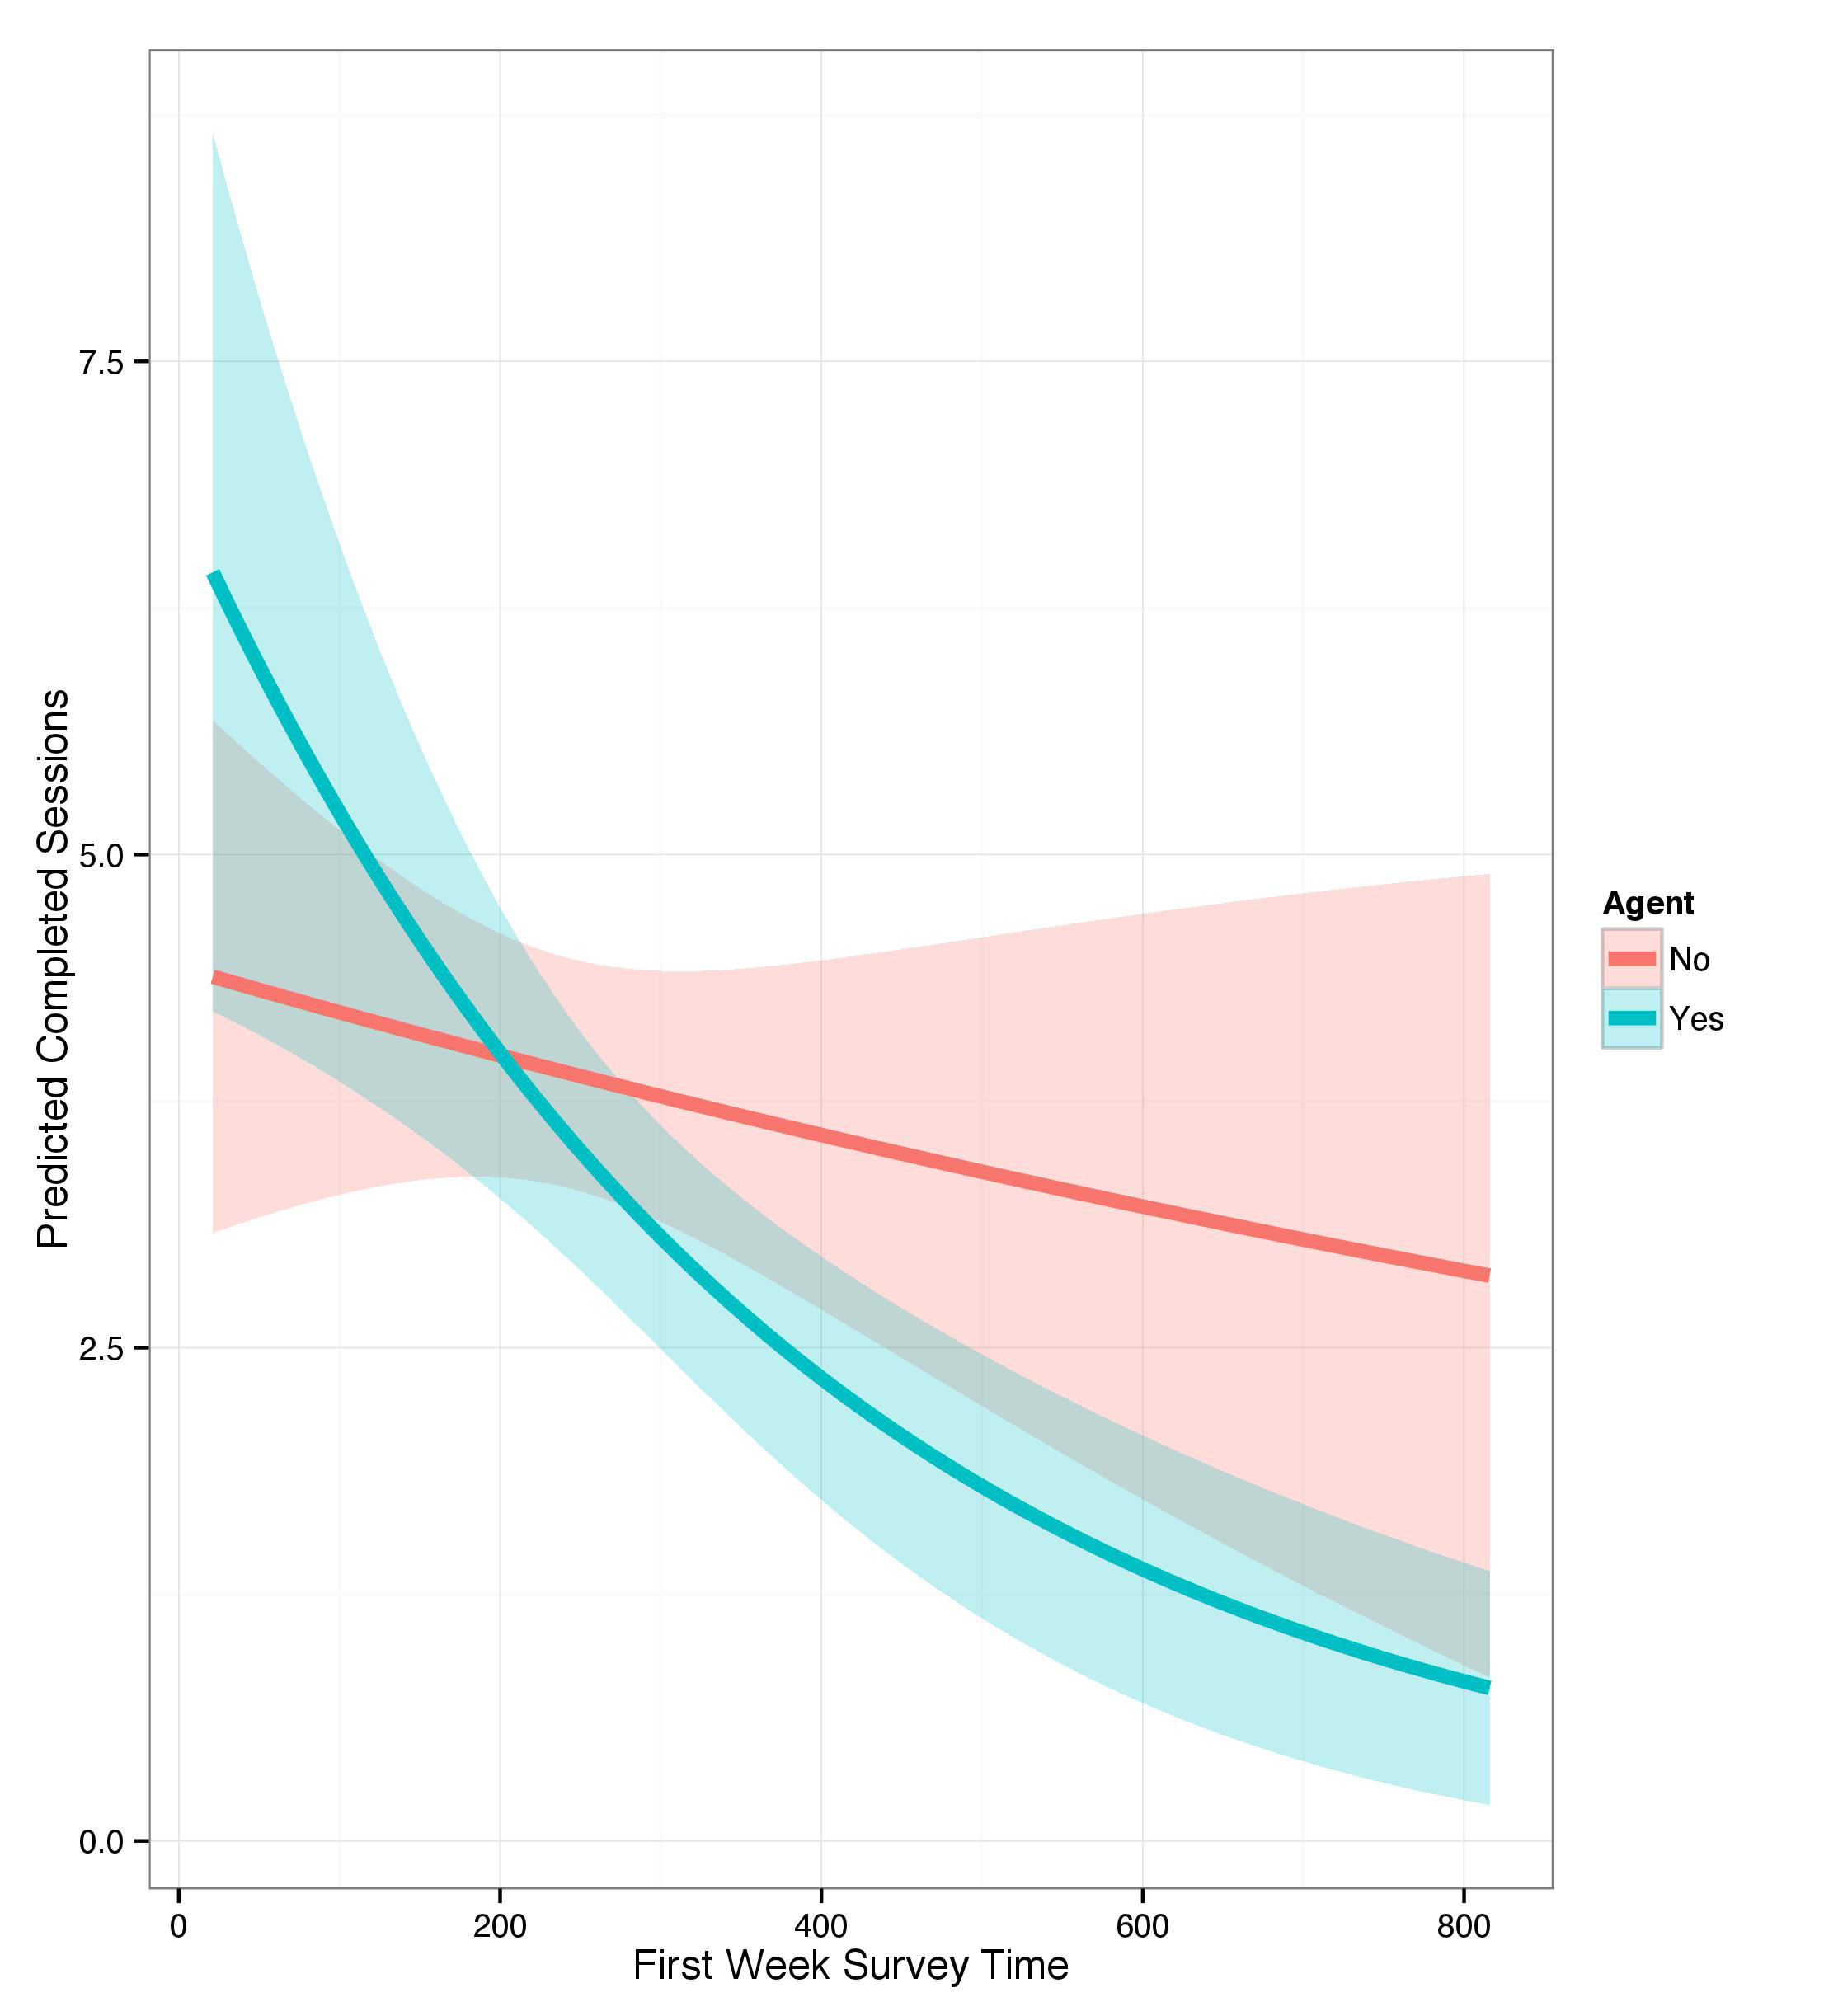 Predicted Completed Sessions
7.5
5.0
2.5
0.0
0 200 400 600 800
First Week Survey Time
Agent
No
Yes